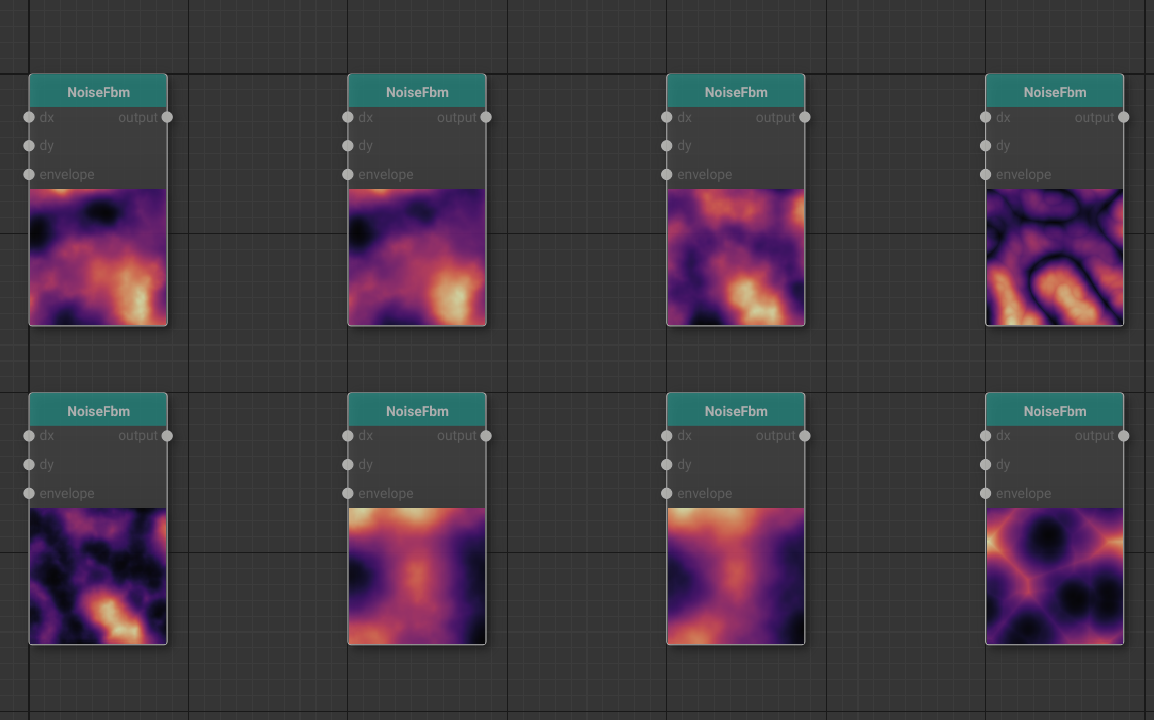 NoiseFbm NoiseFbm NoiseFbm NoiseFbm
dx output dx output dx output dx output
dy dy dy dy
envelope envelope envelope envelope
NoiseFbm NoiseFbm NoiseFbm NoiseFbm
dx output dx output dx output dx output
dy dy dy dy
envelope envelope envelope envelope